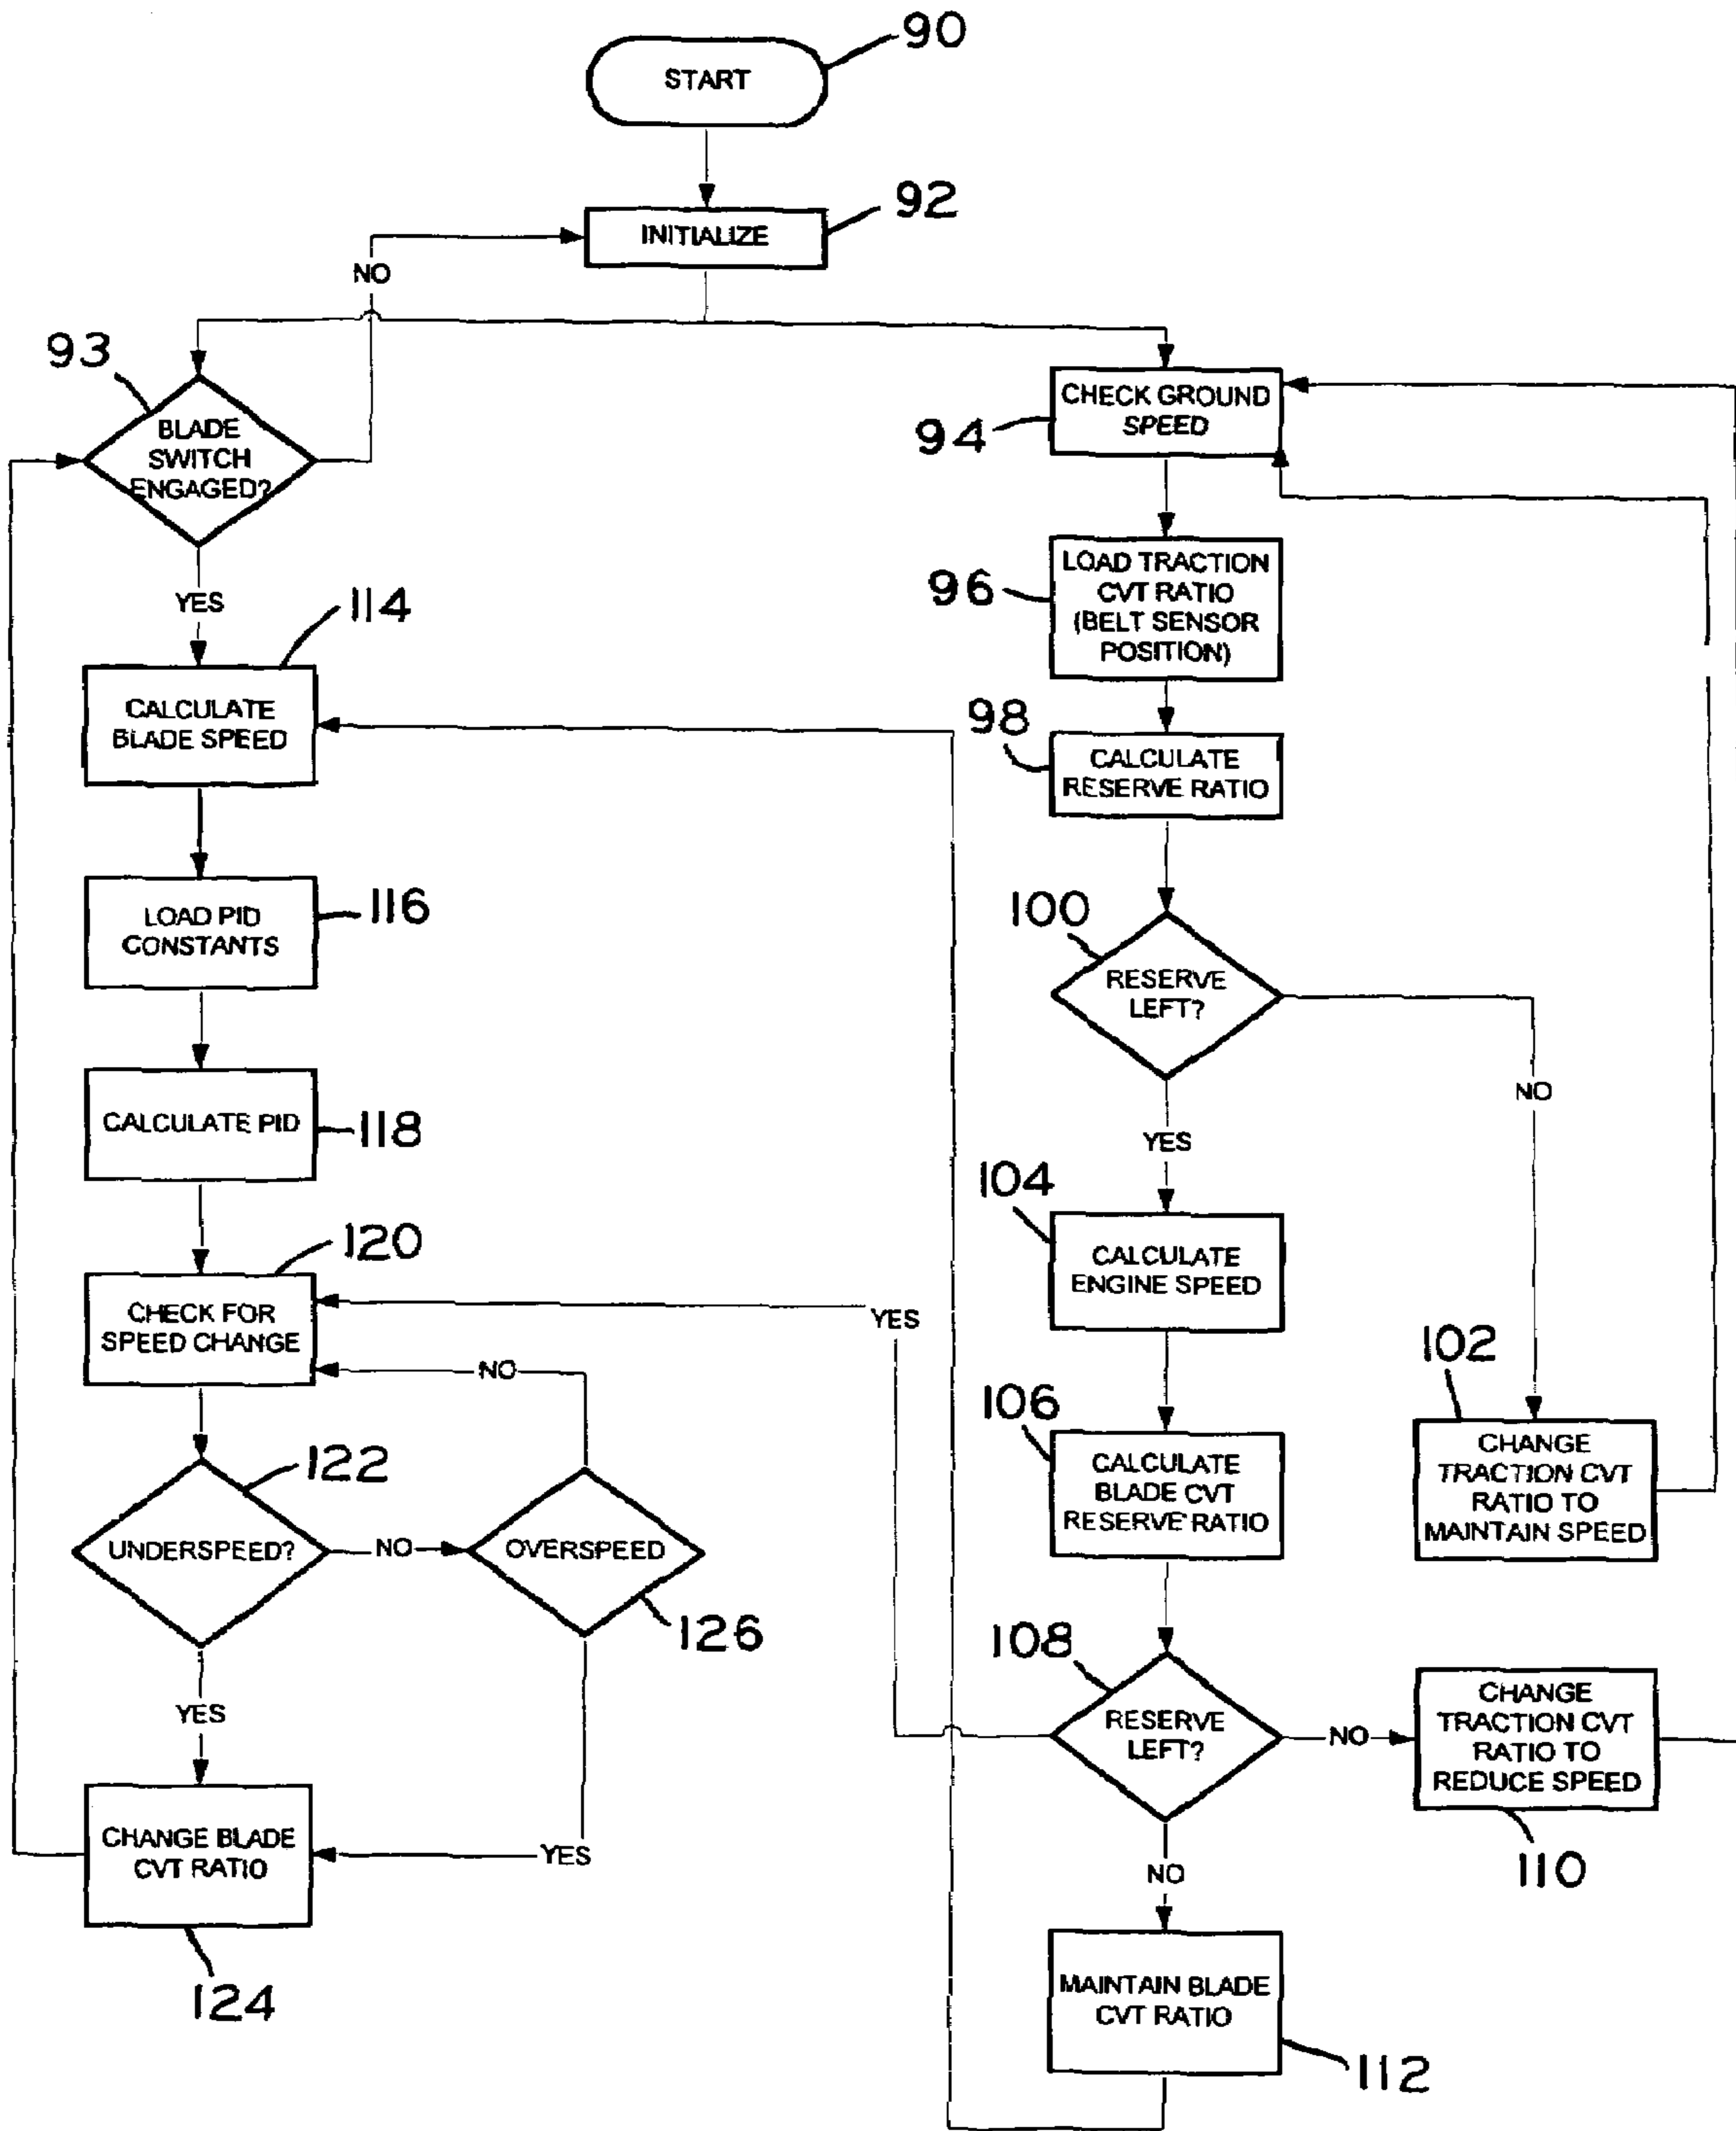 90
START
92
INITIALIZE
NO
93
BLADE
SWITCH
ENGAGED?
CHECK GROUND
SPEED
94
YES
114
LOAD TRACTION
CVT RATIO
(BELT SENSOR
POSITION)
96
CALCULATE
BLADE SPEED
98
CALCULATE
RESERVE RATIO
LOAD PID
CONSTANTS
116
100
RESERVE
LEFT?
NO
CALCULATE PID
118
YES
104
CALCULATE
ENGINE SPEED
120
CHECK FOR
SPEED CHANGE
YES
NO
102
CHANGE
TRACTION CVT
RATIO TO
MAINTAIN SPEED
106
CALCULATE
BLADE CVT
RESERVE RATIO
122
UNDERSPEED?
NO
OVERSPEED
126
108
RESERVE
LEFT?
NO
CHANGE
TRACTION CVT
RATIO TO
REDUCE SPEED
110
YES
CHANGE BLADE
CVT RATIO
YES
124
NO
MAINTAIN BLADE
CVT RATIO
112